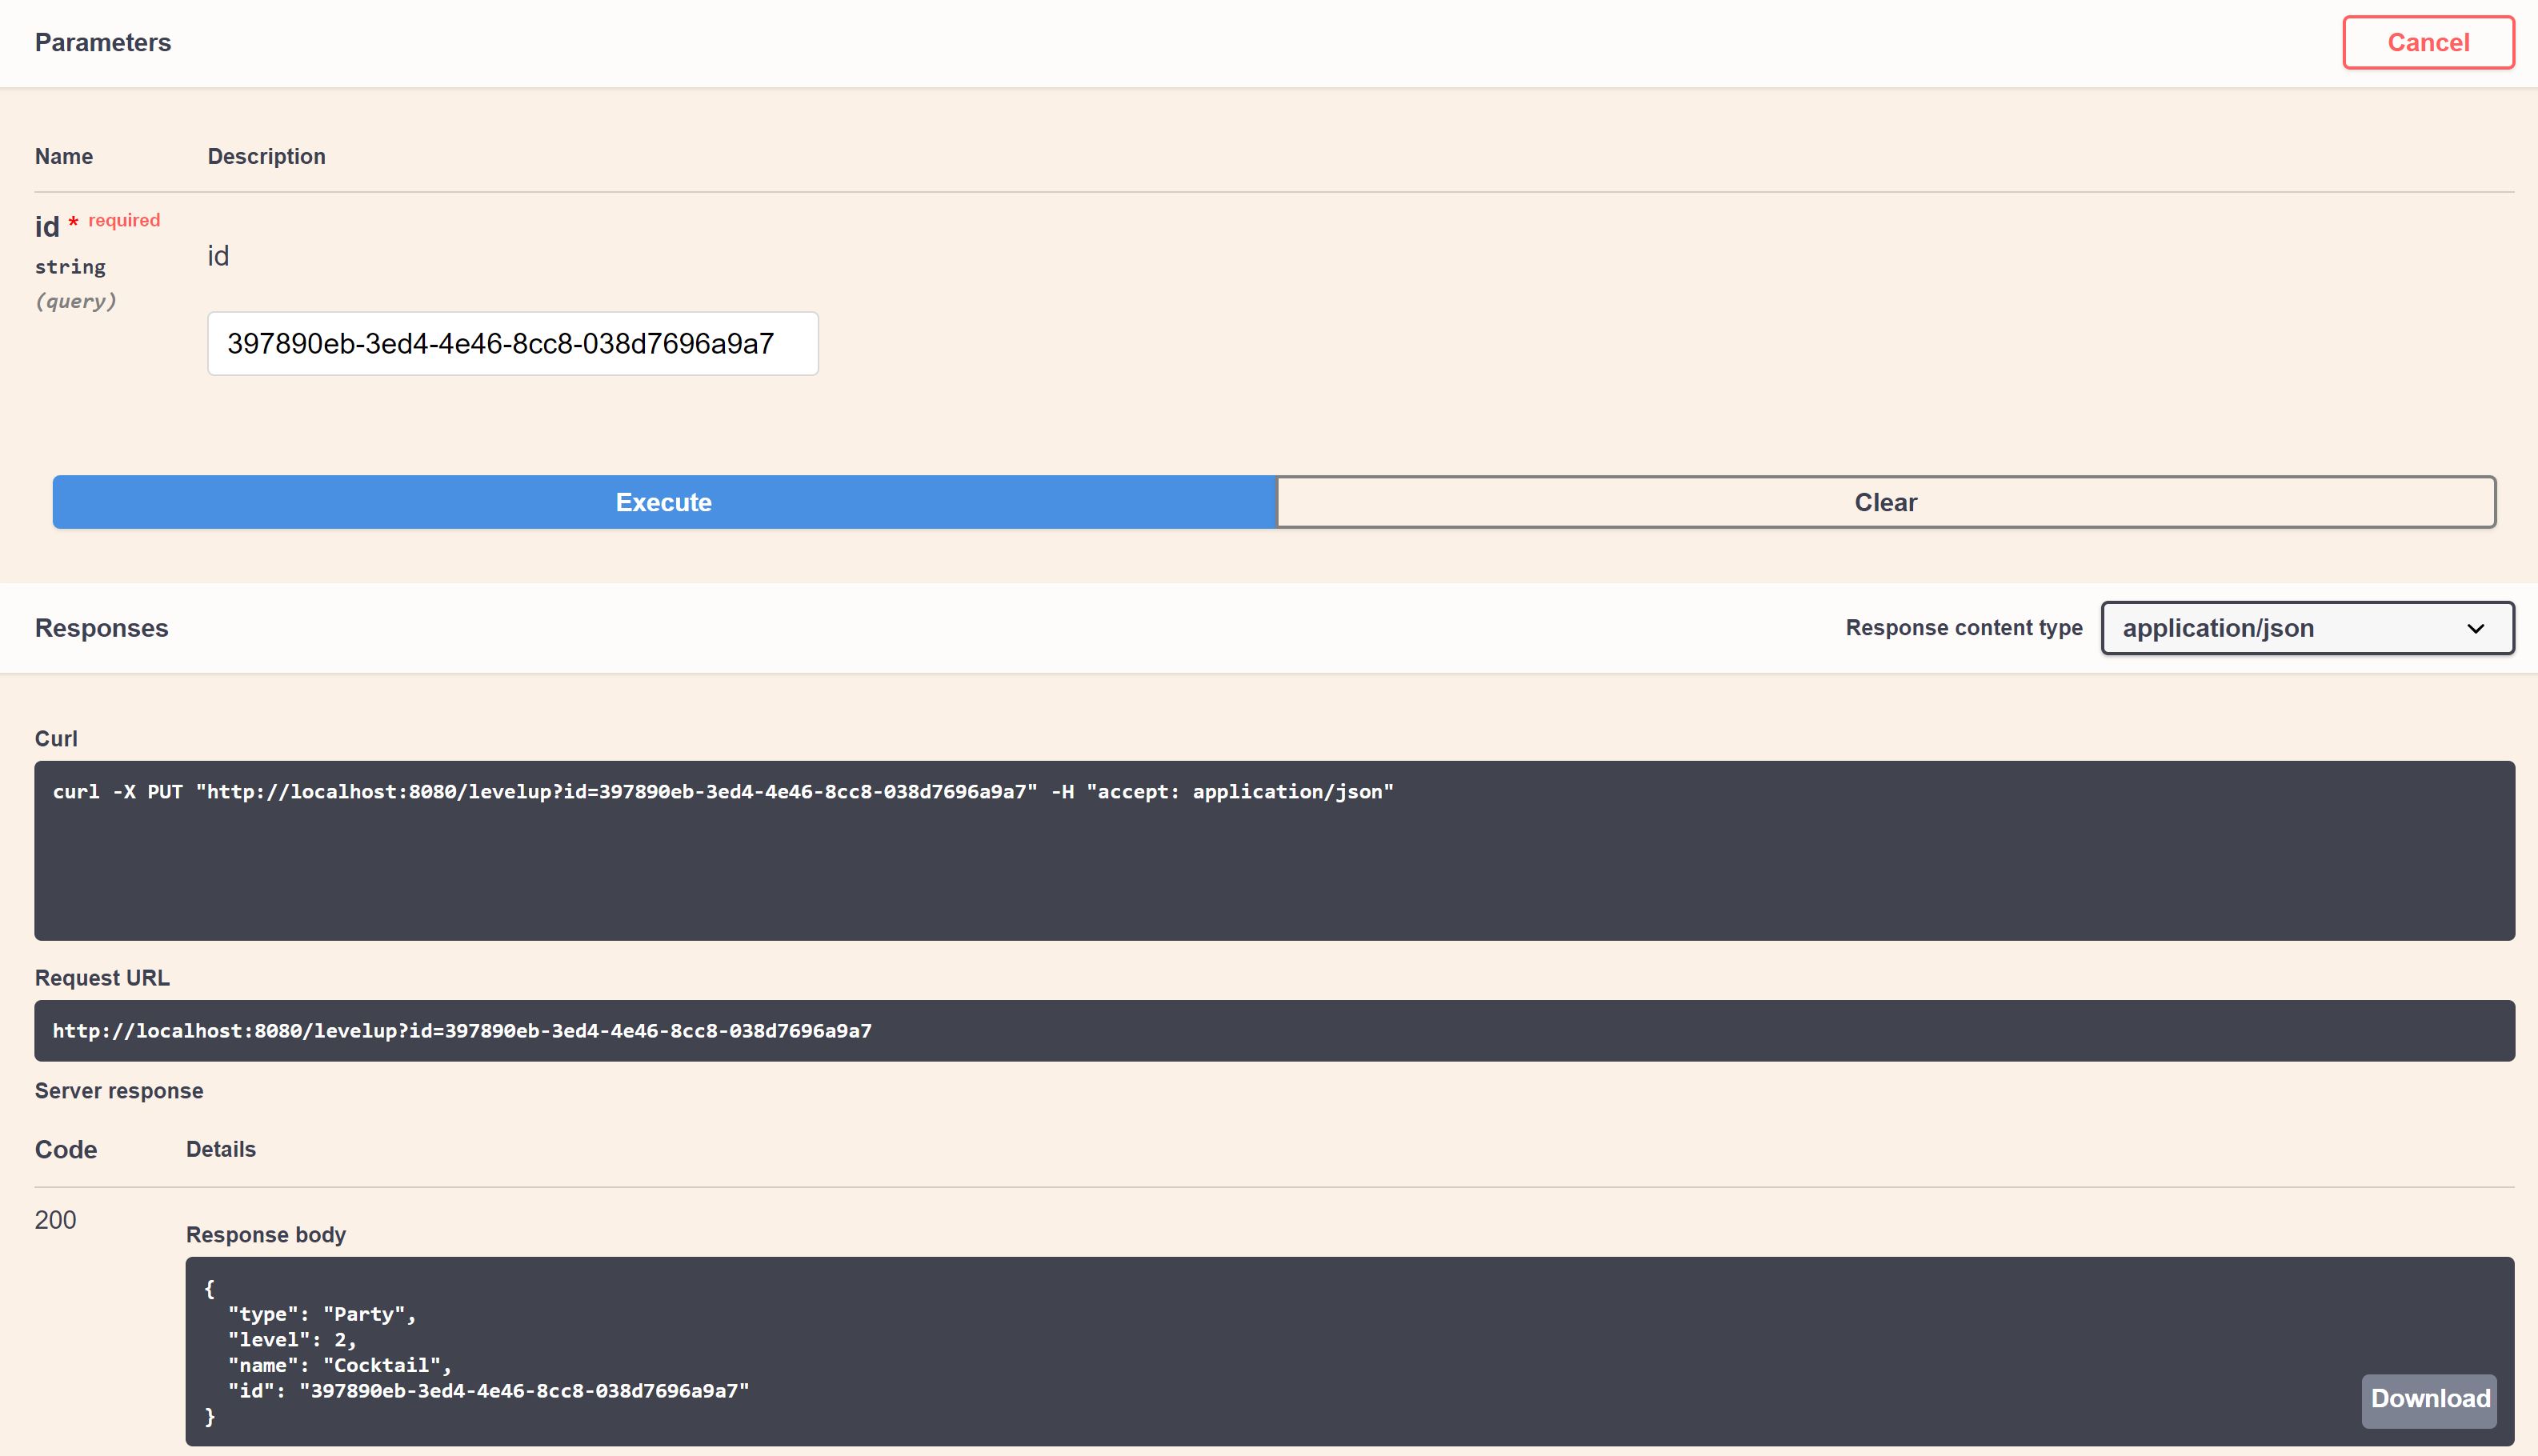 Parameters
Cancel
Name Description
id * required
string
(query)
id
397890eb-3ed4-4e46-8cc8-038d7696a9a7
Execute
Clear
Responses
Response content type
application/json
Curl
curl -X PUT "http://localhost:8080/levelup?id=397890eb-3ed4-4e46-8cc8-038d7696a9a7" -H "accept: application/json"
Request URL
http://localhost:8080/levelup?id=397890eb-3ed4-4e46-8cc8-038d7696a9a7
Server response
Code Details
200
Response body
{
  "type": "Party",
  "level": 2,
  "name": "Cocktail",
  "id": "397890eb-3ed4-4e46-8cc8-038d7696a9a7"
}
Download